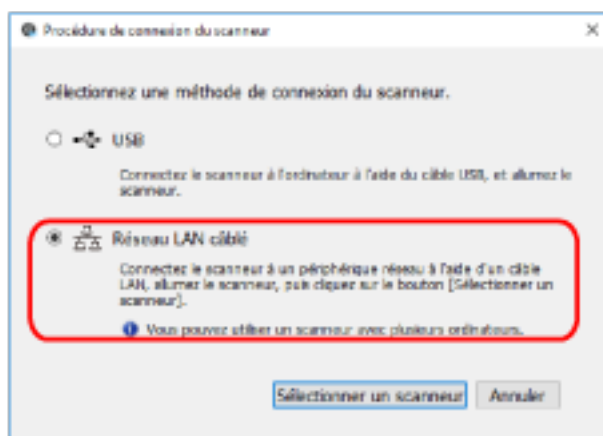 Procédure de connexion du scanneur
Sélectionnez une méthode de connexion du scanneur.
USB
Connectez le scanneur à l'ordinateur à l'aide du câble USB, et allumez le
scanneur.
Réseau LAN câblé
Connectez le scanneur à un périphérique réseau à l'aide d'un câble
LAN, allumez le scanneur, puis cliquez sur le bouton [Sélectionner un
scanneur].
Vous pouvez utiliser un scanneur avec plusieurs ordinateurs.
Sélectionner un scanneur Annuler